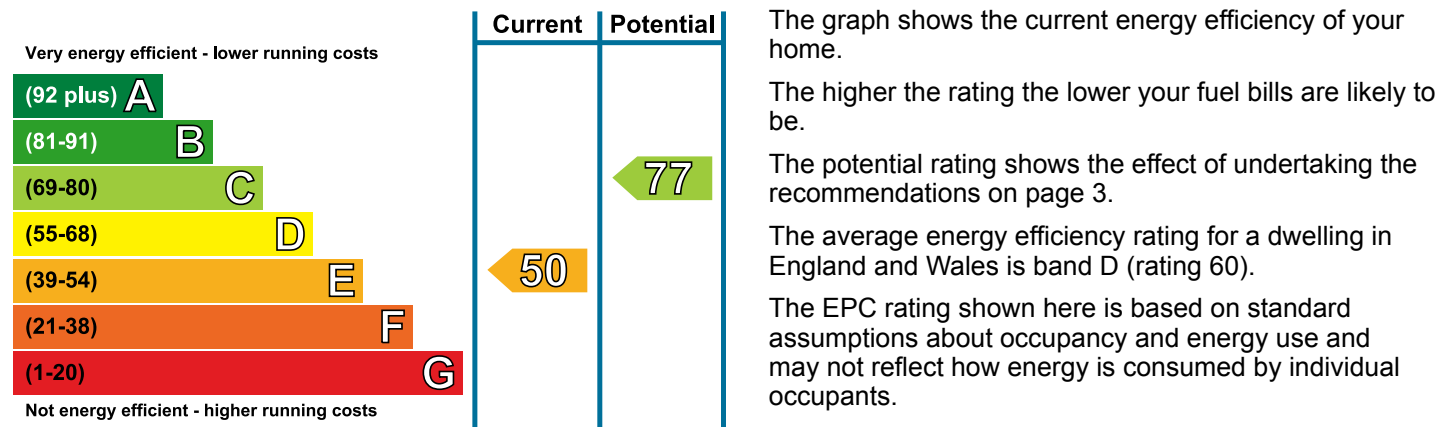 Current Potential
Very energy efficient - lower running costs
(92 plus) A
(81-91) B
(69-80) C
77
(55-68) D
(39-54) E
50
(21-38) F
(1-20) G
Not energy efficient - higher running costs
The graph shows the current energy efficiency of your
home.
The higher the rating the lower your fuel bills are likely to
be.
The potential rating shows the effect of undertaking the
recommendations on page 3.
The average energy efficiency rating for a dwelling in
England and Wales is band D (rating 60).
The EPC rating shown here is based on standard
assumptions about occupancy and energy use and
may not reflect how energy is consumed by individual
occupants.